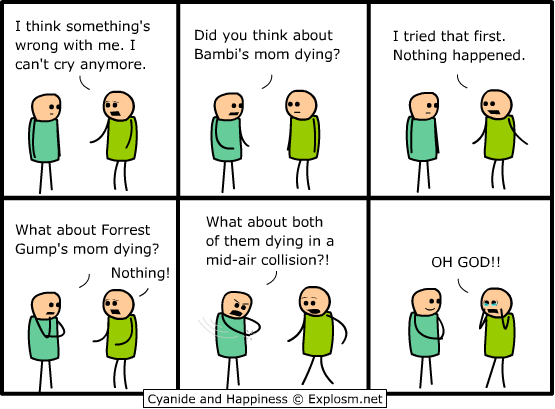 I think something's
wrong with me. I
can't cry anymore.
Did you think about
Bambi's mom dying?
I tried that first.
Nothing happened.
What about Forrest
Gump's mom dying?
Nothing!
What about both
of them dying in a
mid-air collision?!
OH GOD!!
Cyanide and Happiness © Explosm.net